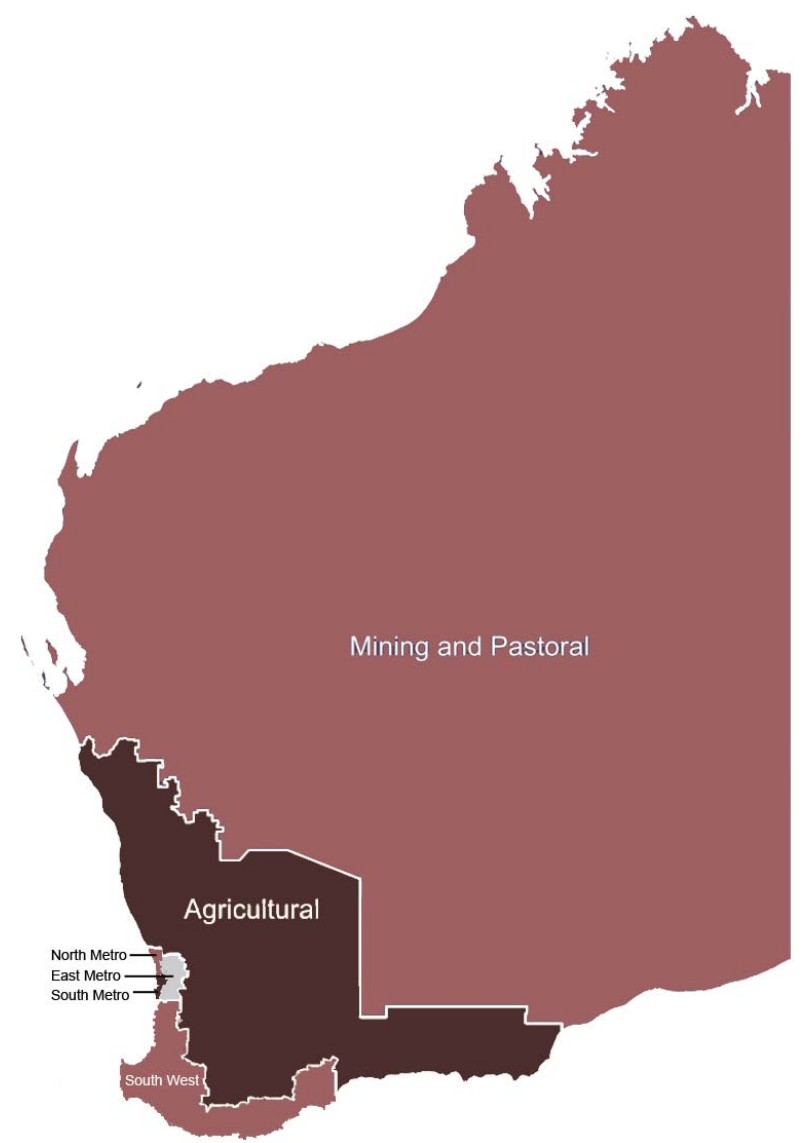 Mining and Pastoral
Agricultural
North Metro
East Metro
South Metro
South West